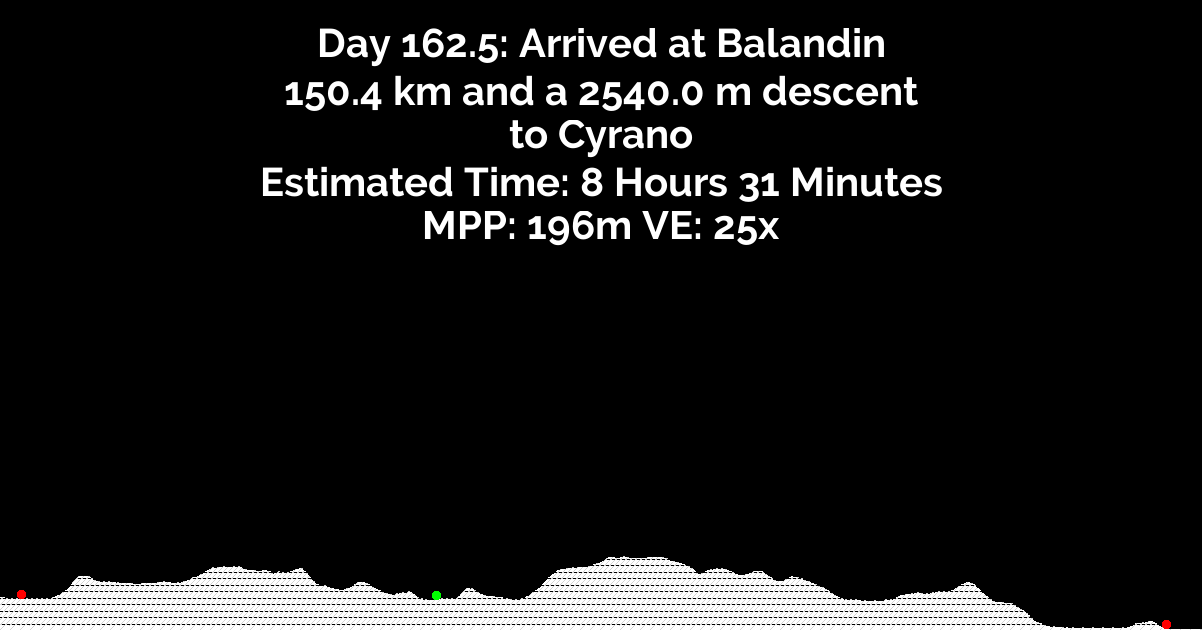 Day 162.5: Arrived at Balandin
150.4 km and a 2540.0 m descent
to Cyrano
Estimated Time: 8 Hours 31 Minutes
MPP: 196m VE: 25x